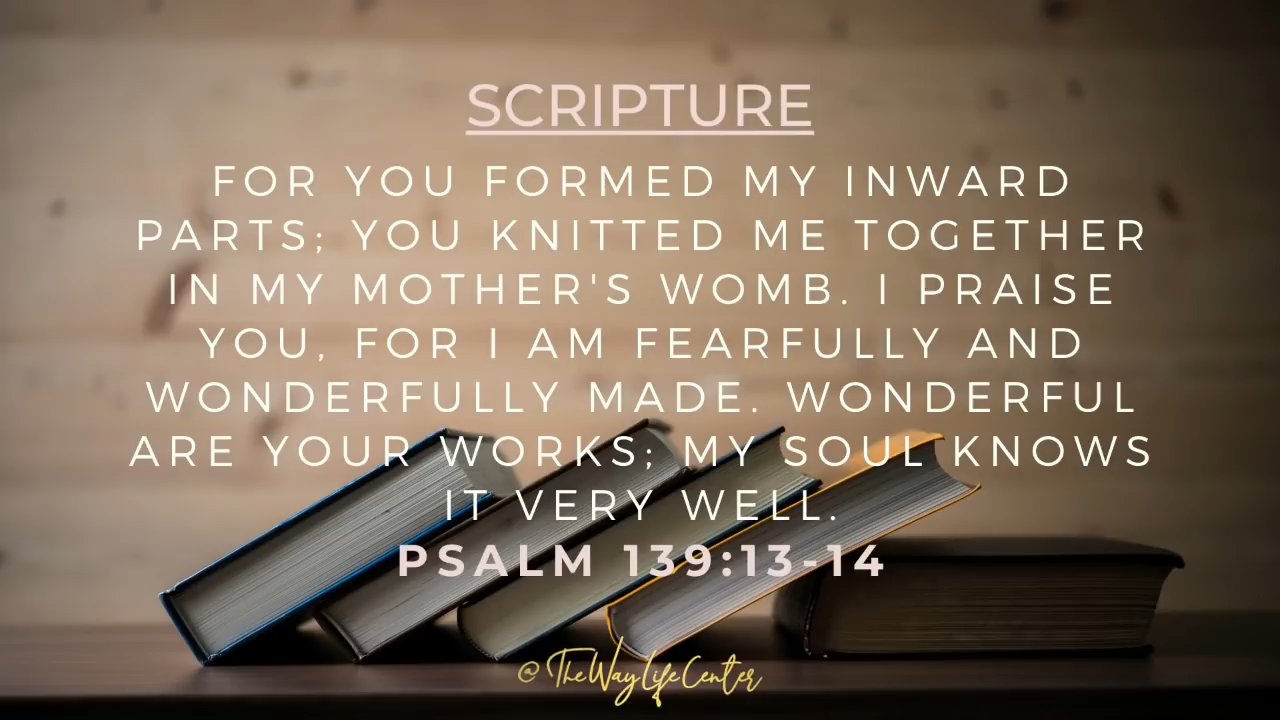 SCRIPTURE
FOR YOU FORMED MY INWARD
PARTS; YOU KNITTED ME TOGETHER
IN MY MOTHER'S WOMB. I PRAISE
YOU, FOR I AM FEARFULLY AND
WONDERFULLY MADE. WONDERFUL
ARE YOUR WORKS; MY SOUL KNOWS
IT VERY WELL.
PSALM 139:13-14
@TheWayLifeCenter